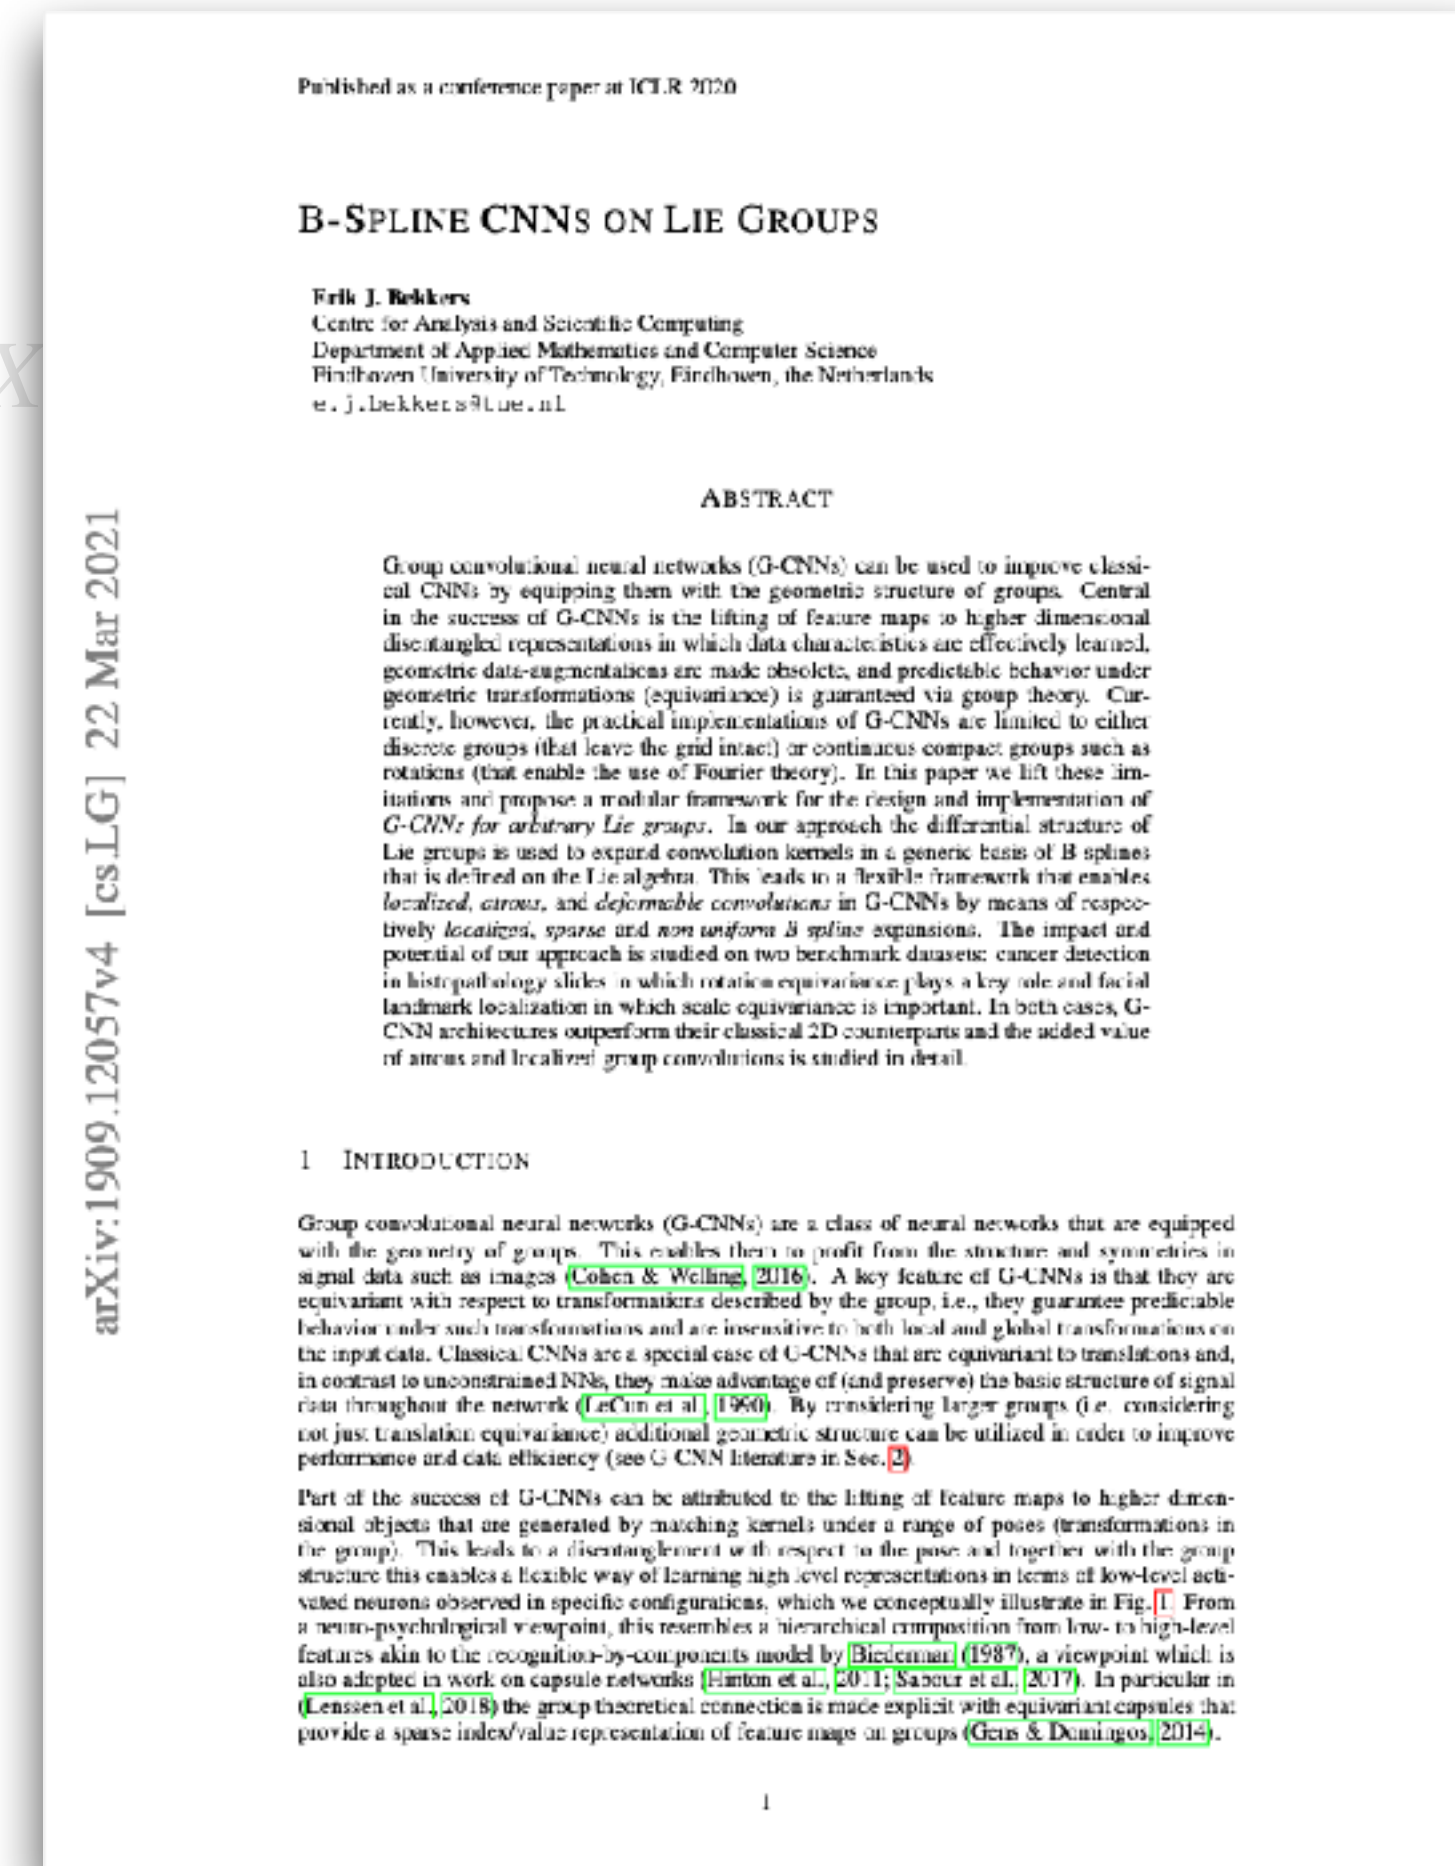 Published as a conference paper at ICLR 2020
B-SPLINE CNNS ON LIE GROUPS
Erik J. Bekkers
Centre for Analysis and Scientific Computing
Department of Applied Mathematics and Computer Science
Eindhoven University of Technology, Eindhoven, the Netherlands
e.j.bekkers@tue.nl
X
arXiv:1909.12057v4 [cs.LG] 22 Mar 2021
ABSTRACT
Group convolutional neural networks (G-CNNs) can be used to improve classi-
cal CNNs by equipping them with the geometric structure of groups. Central
in the success of G-CNNs is the lifting of feature maps to higher dimensional
disentangled representations in which data characteristics are effectively learned,
geometric data-augmentations are made obsolete, and predictable behavior under
geometric transformations (equivariance) is guaranteed via group theory. Cur-
rently, however, the practical implementations of G-CNNs are limited to either
discrete groups (that leave the grid intact) or continuous compact groups such as
rotations (that enable the use of Fourier theory). In this paper we lift these lim-
itations and propose a modular framework for the design and implementation of
G-CNNs for arbitrary Lie groups. In our approach the differential structure of
Lie groups is used to expand convolution kernels in a generic basis of B-splines
that is defined on the Lie algebra. This leads to a flexible framework that enables
localized, atrous, and deformable convolutions in G-CNNs by means of respec-
tively localized, sparse and non-uniform B-spline expansions. The impact and
potential of our approach is studied on two benchmark datasets: cancer detection
in histopathology slides in which rotation equivariance plays a key role and facial
landmark localization in which scale equivariance is important. In both cases, G-
CNN architectures outperform their classical 2D counterparts and the added value
of atrous and localized group convolutions is studied in detail.
1 INTRODUCTION
Group convolutional neural networks (G-CNNs) are a class of neural networks that are equipped
with the geometry of groups. This enables them to profit from the structure and symmetries in
signal data such as images (Cohen & Welling, 2016). A key feature of G-CNNs is that they are
equivariant with respect to transformations described by the group, i.e., they guarantee predictable
behavior under such transformations and are insensitive to both local and global transformations on
the input data. Classical CNNs are a special case of G-CNNs that are equivariant to translations and,
in contrast to unconstrained NNs, they make advantage of (and preserve) the basic structure of signal
data throughout the network (LeCun et al., 1990). By considering larger groups (i.e. considering
not just translation equivariance) additional geometric structure can be utilized in order to improve
performance and data efficiency (see G-CNN literature in Sec. 2).
Part of the success of G-CNNs can be attributed to the lifting of feature maps to higher dimen-
sional objects that are generated by matching kernels under a range of poses (transformations in
the group). This leads to a disentanglement with respect to the pose and together with the group
structure this enables a flexible way of learning high level representations in terms of low-level acti-
vated neurons observed in specific configurations, which we conceptually illustrate in Fig. 1. From
a neuro-psychological viewpoint, this resembles a hierarchical composition from low- to high-level
features akin to the recognition-by-components model by Biederman (1987), a viewpoint which is
also adopted in work on capsule networks (Hinton et al., 2011; Sabour et al., 2017). In particular in
(Lenssen et al., 2018) the group theoretical connection is made explicit with equivariant capsules that
provide a sparse index/value representation of feature maps on groups (Gens & Domingos, 2014).
1